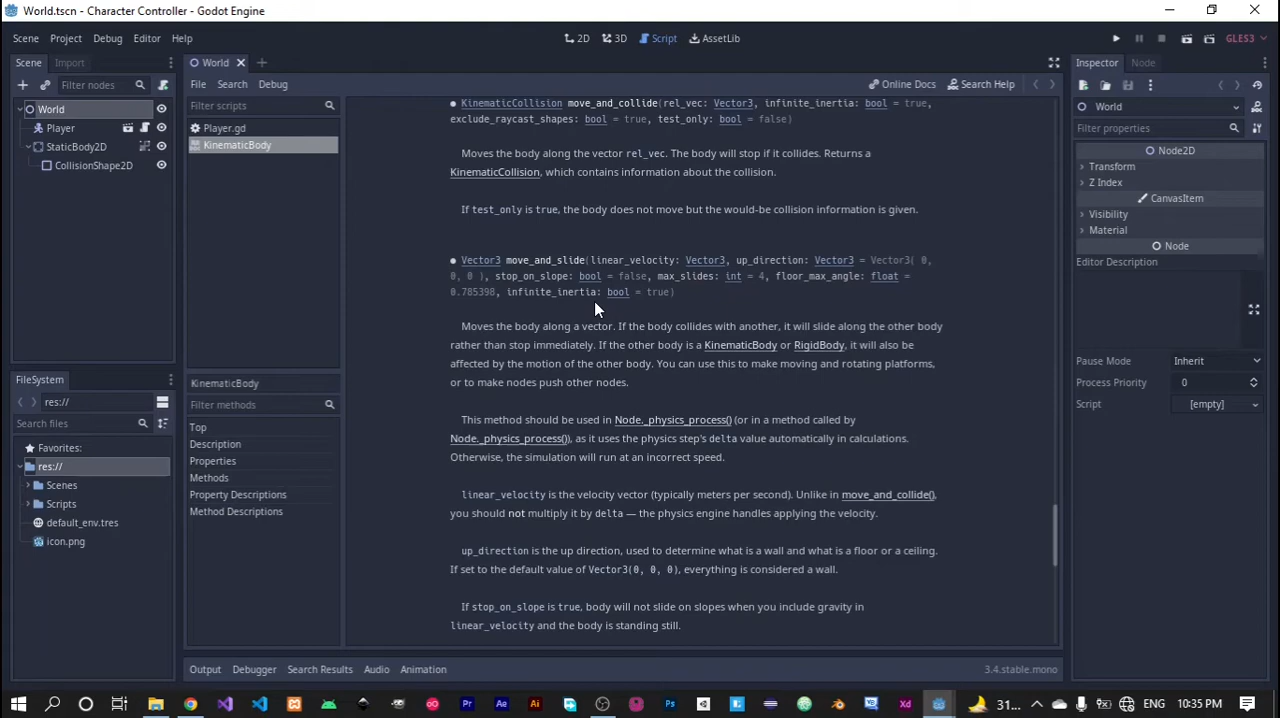 World.tscn - Character Controller - Godot Engine
Scene Project Debug Editor Help
2D 3D Script AssetLib
GLES3
Scene Import
Filter nodes
World
Player
StaticBody2D
CollisionShape2D
World
File Search Debug
Online Docs Search Help
Filter scripts
Player.gd
KinematicBody
KinematicBody
Filter methods
Top
Description
Properties
Methods
Property Descriptions
Method Descriptions
KinematicCollision move_and_collide(rel_vec: Vector3, infinite_inertia: bool = true,
exclude_raycast_shapes: bool = true, test_only: bool = false)
Moves the body along the vector rel_vec. The body will stop if it collides. Returns a
KinematicCollision, which contains information about the collision.
If test_only is true, the body does not move but the would-be collision information is given.
Vector3 move_and_slide(linear_velocity: Vector3, up_direction: Vector3 = Vector3( 0,
0, 0 ), stop_on_slope: bool = false, max_slides: int = 4, floor_max_angle: float =
0.785398, infinite_inertia: bool = true)
Moves the body along a vector. If the body collides with another, it will slide along the other body
rather than stop immediately. If the other body is a KinematicBody or RigidBody, it will also be
affected by the motion of the other body. You can use this to make moving and rotating platforms,
or to make nodes push other nodes.
This method should be used in Node._physics_process() (or in a method called by
Node._physics_process()), as it uses the physics step's delta value automatically in calculations.
Otherwise, the simulation will run at an incorrect speed.
linear_velocity is the velocity vector (typically meters per second). Unlike in move_and_collide(),
you should not multiply it by delta — the physics engine handles applying the velocity.
up_direction is the up direction, used to determine what is a wall and what is a floor or a ceiling.
If set to the default value of Vector3(0, 0, 0), everything is considered a wall.
If stop_on_slope is true, body will not slide on slopes when you include gravity in
linear_velocity and the body is standing still.
FileSystem
res://
Search files
Favorites:
res://
Scenes
Scripts
default_env.tres
icon.png
Output Debugger Search Results Audio Animation
3.4.stable.mono
Inspector Node
World
Filter properties
Node2D
Transform
Z Index
CanvasItem
Visibility
Material
Node
Editor Description
Pause Mode Inherit
Process Priority 0
Script [empty]
Pr Ae Ai Ps Xd
31... ENG 10:35 PM